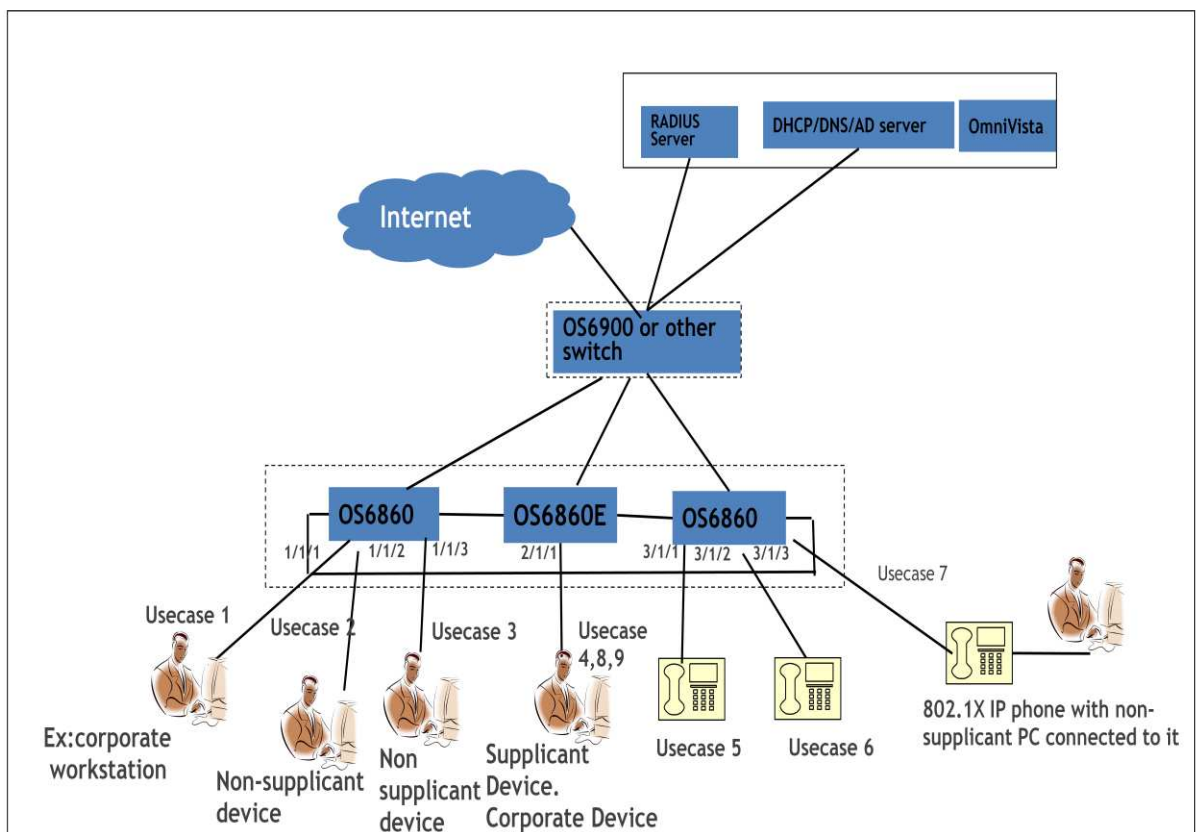 RADIUS
Server
DHCP/DNS/AD server
OmniVista
Internet
OS6900 or other
switch
OS6860
OS6860E
OS6860
1/1/1
1/1/2
1/1/3
2/1/1
3/1/1
3/1/2
3/1/3
Usecase 1
Usecase 2
Usecase 3
Usecase
4,8,9
Usecase 5
Usecase 6
Usecase 7
Ex:corporate
workstation
Non-supplicant
device
Non
supplicant
device
Supplicant
Device.
Corporate Device
802.1X IP phone with non-
supplicant PC connected to it